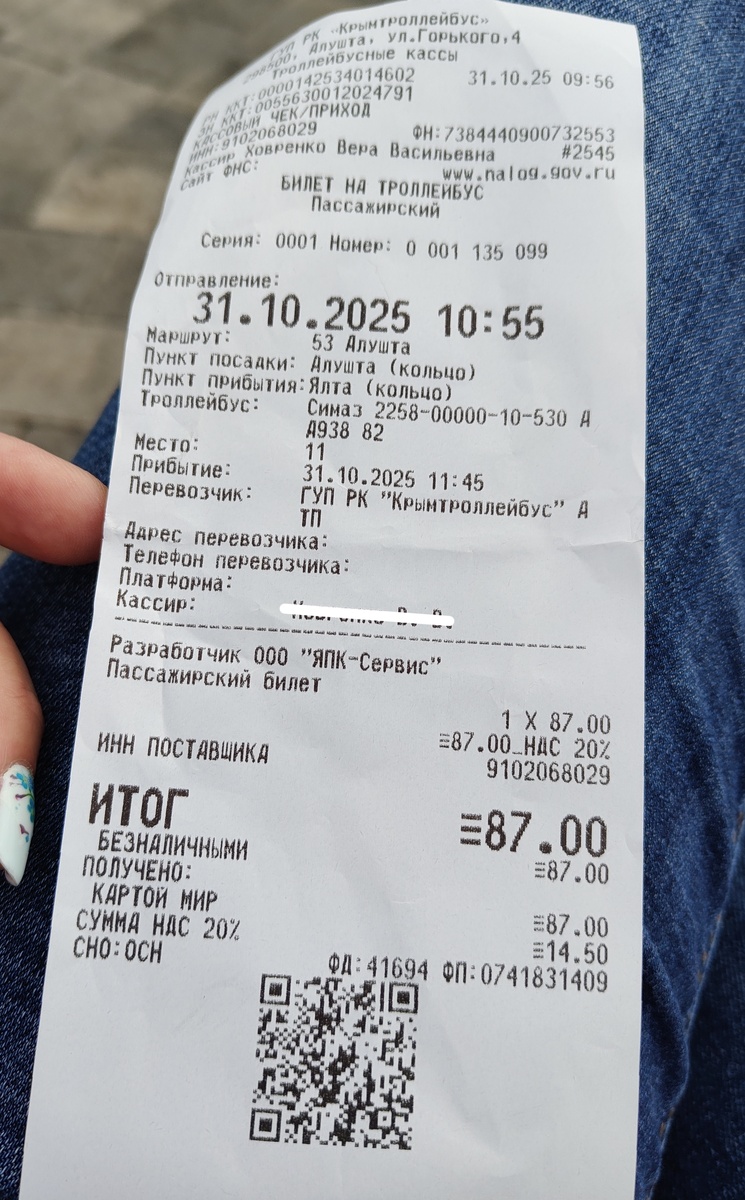 ГУП РК «Крымтроллейбус»
298500, Алушта, ул.Горького,4
Троллейбусные кассы
РН ККТ:0000142534014602 31.10.25 09:56
ЗН ККТ:0055630012024791
КАССОВЫЙ ЧЕК/ПРИХОД
ИНН:9102068029 ФН:7384440900732553
Кассир Ховренко Вера Васильевна #2545
Сайт ФНС: www.nalog.gov.ru
БИЛЕТ НА ТРОЛЛЕЙБУС
Пассажирский
Серия: 0001 Номер: 0 001 135 099
Отправление:
31.10.2025 10:55
Маршрут: 53 Алушта
Пункт посадки: Алушта (кольцо)
Пункт прибытия: Ялта (кольцо)
Троллейбус: Симаз 2258-00000-10-530 А
А938 82
Место: 11
Прибытие: 31.10.2025 11:45
Перевозчик: ГУП РК "Крымтроллейбус" А
ТП
Адрес перевозчика:
Телефон перевозчика:
Платформа:
Кассир:
Разработчик ООО "ЯПК-Сервис"
Пассажирский билет
1 X 87.00
≡87.00_НДС 20%
ИНН ПОСТАВЩИКА 9102068029
ИТОГ ≡87.00
БЕЗНАЛИЧНЫМИ ≡87.00
ПОЛУЧЕНО:
КАРТОЙ МИР ≡87.00
СУММА НДС 20% ≡14.50
СНО:ОСН ФД:41694 ФП:0741831409